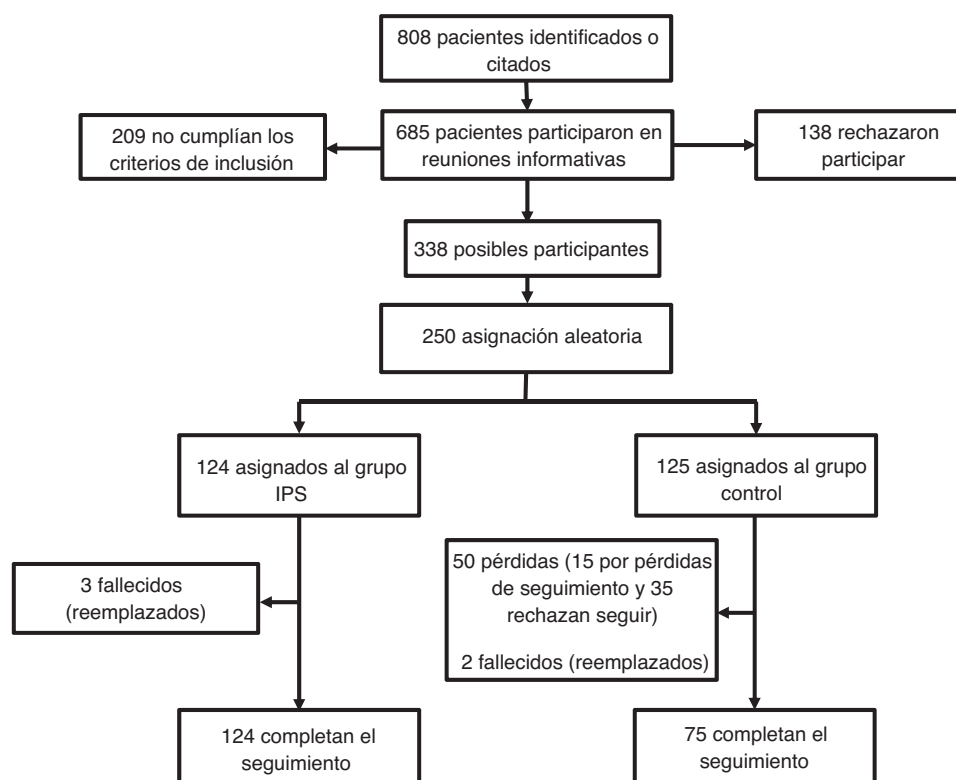 808 pacientes identificados o
citados
209 no cumplían los
criterios de inclusión
685 pacientes participaron en
reuniones informativas
138 rechazaron
participar
338 posibles participantes
250 asignación aleatoria
124 asignados al grupo
IPS
125 asignados al grupo
control
3 fallecidos
(reemplazados)
50 pérdidas (15 por pérdidas
de seguimiento y 35
rechazan seguir)
2 fallecidos (reemplazados)
124 completan el
seguimiento
75 completan el
seguimiento